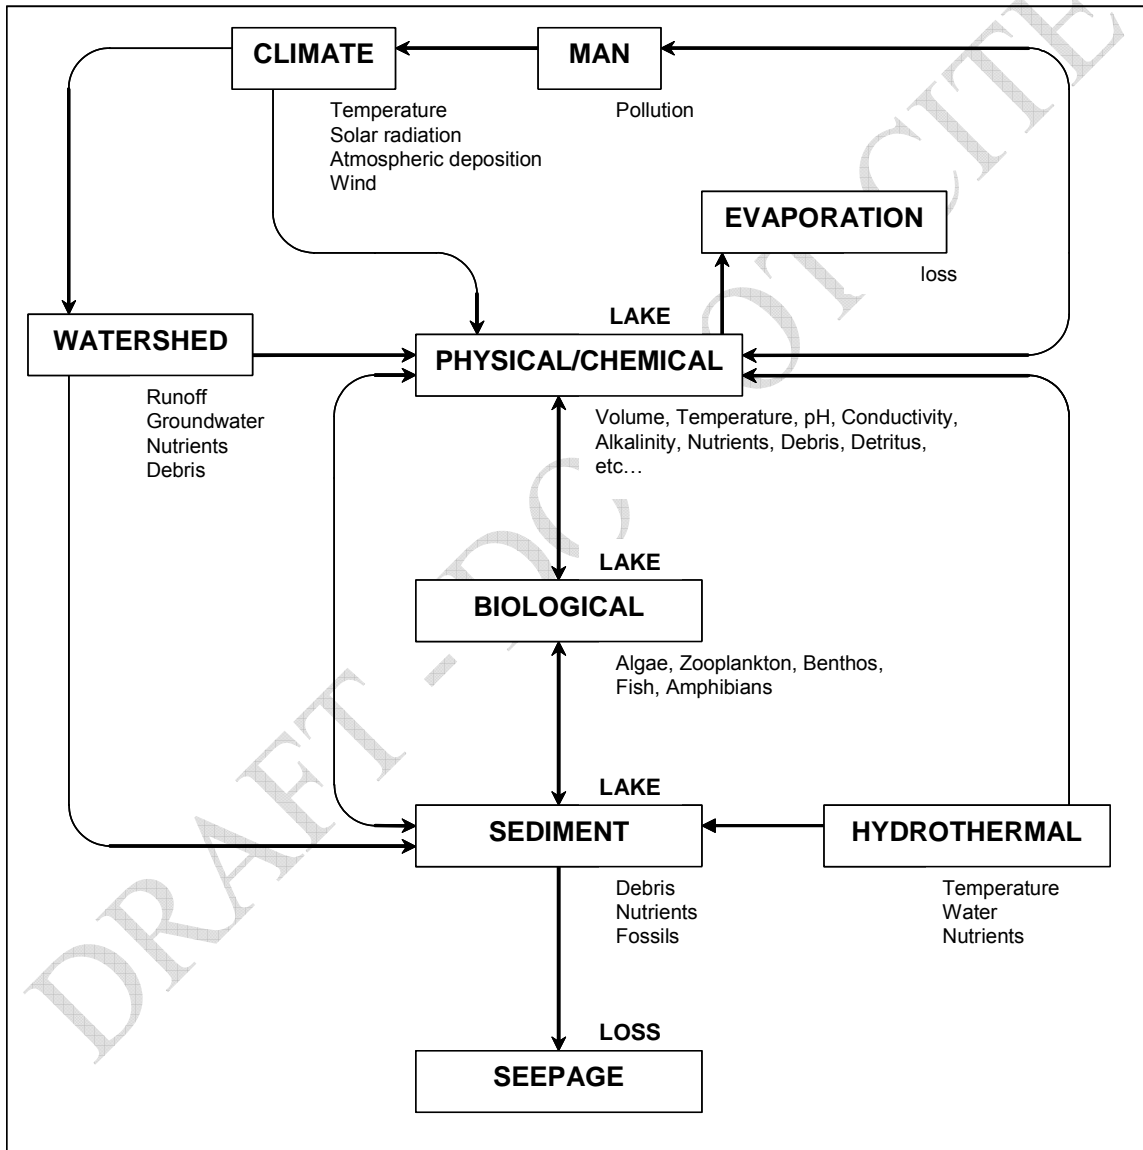 CLIMATE
MAN
Temperature
Solar radiation
Atmospheric deposition
Wind
Pollution
EVAPORATION
loss
LAKE
WATERSHED
PHYSICAL/CHEMICAL
Runoff
Groundwater
Nutrients
Debris
Volume, Temperature, pH, Conductivity,
Alkalinity, Nutrients, Debris, Detritus,
etc…
LAKE
BIOLOGICAL
Algae, Zooplankton, Benthos,
Fish, Amphibians
LAKE
SEDIMENT
HYDROTHERMAL
Debris
Nutrients
Fossils
Temperature
Water
Nutrients
LOSS
SEEPAGE
DRAFT - DO OT CITE